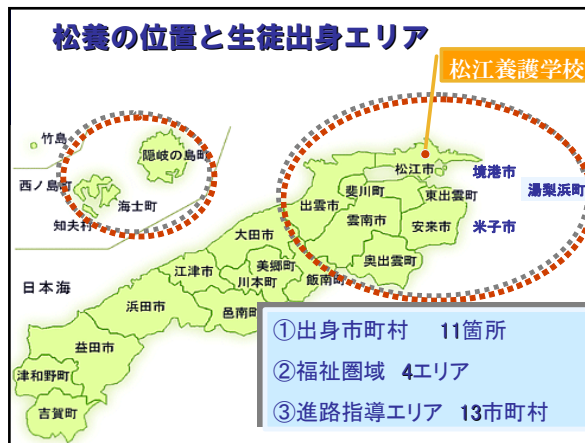 松養の位置と生徒出身エリア
松江養護学校
竹島
隠岐の島町
西ノ島町
海士町
知夫村
松江市
境港市
湯梨浜町
斐川町
東出雲町
出雲市
雲南市
安来市
米子市
大田市
奥出雲町
美郷町
飯南町
江津市
川本町
日本海
浜田市
邑南町
益田市
津和野町
吉賀町
①出身市町村 11箇所
②福祉圏域 4エリア
③進路指導エリア 13市町村